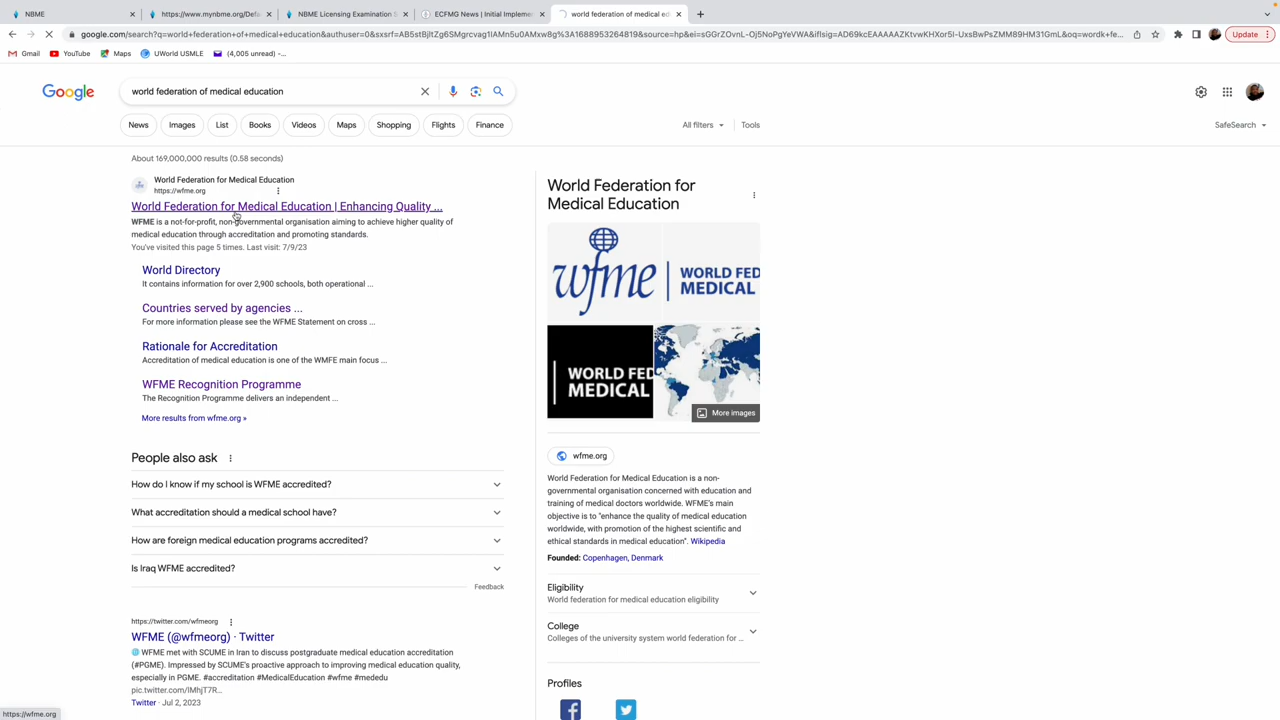 NBME
https://www.mynbme.org/Defa
NBME Licensing Examination S
ECFMG News | Initial Impleme
world federation of medical ed
google.com/search?q=world+federation+of+medical+education&authuser=0&sxsrf=
Update
Gmail
YouTube
Maps
UWorld USMLE
(4,005 unread) -...
Google
world federation of medical education
News
Images
List
Books
Videos
Maps
Shopping
Flights
Finance
All filters
Tools
SafeSearch
About 169,000,000 results (0.58 seconds)
World Federation for Medical Education
https://wfme.org
World Federation for Medical Education | Enhancing Quality ...
WFME is a not-for-profit, non-governmental organisation aiming to achieve higher quality of
medical education through accreditation and promoting standards.
You've visited this page 5 times. Last visit: 7/9/23
World Directory
It contains information for over 2,900 schools, both operational ...
Countries served by agencies ...
For more information please see the WFME Statement on cross ...
Rationale for Accreditation
Accreditation of medical education is one of the WMFE main focus ...
WFME Recognition Programme
The Recognition Programme delivers an independent ...
More results from wfme.org »
People also ask
How do I know if my school is WFME accredited?
What accreditation should a medical school have?
How are foreign medical education programs accredited?
Is Iraq WFME accredited?
Feedback
https://twitter.com/wfmeorg
WFME (@wfmeorg) · Twitter
WFME met with SCUME in Iran to discuss postgraduate medical education accreditation
(#PGME). Impressed by SCUME's proactive approach to improving medical education quality,
especially in PGME. #accreditation #MedicalEducation #wfme #mededu
pic.twitter.com/lMhjT7R...
Twitter · Jul 2, 2023
https://wfme.org
World Federation for
Medical Education
wfme
WORLD FED
MEDICAL
WORLD FED
MEDICAL
More images
wfme.org
World Federation for Medical Education is a non-
governmental organisation concerned with education and
training of medical doctors worldwide. WFME's main
objective is to "enhance the quality of medical education
worldwide, with promotion of the highest scientific and
ethical standards in medical education". Wikipedia
Founded: Copenhagen, Denmark
Eligibility
World federation for medical education eligibility
College
Colleges of the university system world federation for ...
Profiles